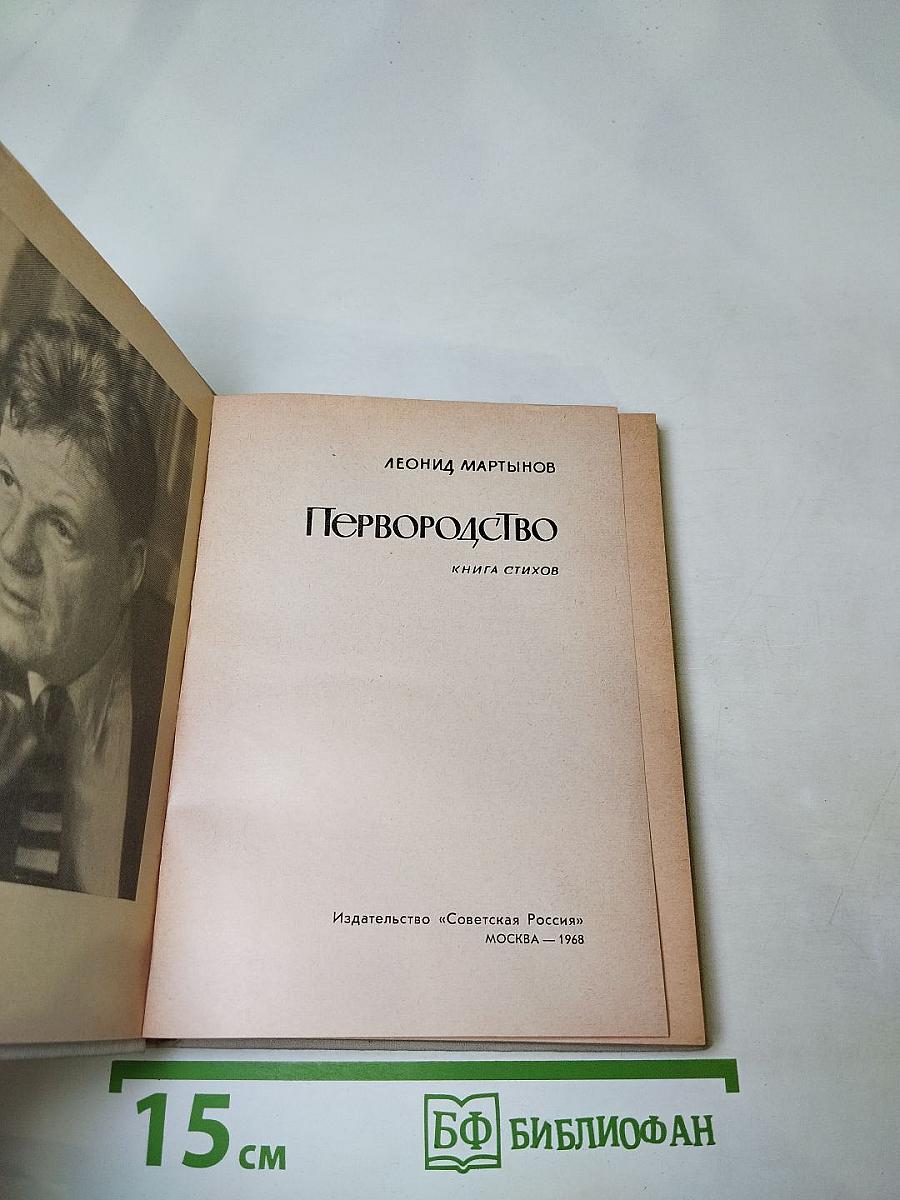 ЛЕОНИД МАРТЫНОВ
ПЕРВОРОДСТВО
КНИГА СТИХОВ
Издательство «Советская Россия»
МОСКВА — 1968
15 см
БФ БИБЛИОФАН